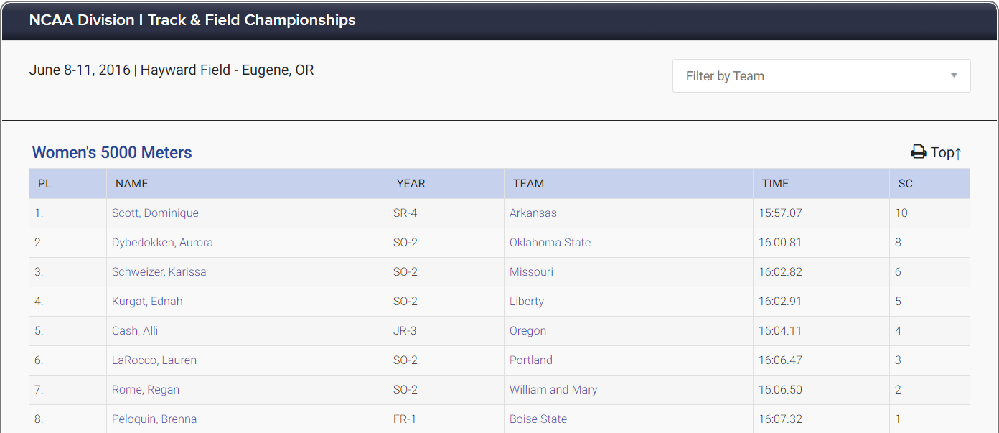 NCAA Division I Track & Field Championships
June 8-11, 2016 | Hayward Field - Eugene, OR
Filter by Team
Women's 5000 Meters Top↑
PL NAME YEAR TEAM TIME SC
1. Scott, Dominique SR-4 Arkansas 15:57.07 10
2. Dybedokken, Aurora SO-2 Oklahoma State 16:00.81 8
3. Schweizer, Karissa SO-2 Missouri 16:02.82 6
4. Kurgat, Ednah SO-2 Liberty 16:02.91 5
5. Cash, Alli JR-3 Oregon 16:04.11 4
6. LaRocco, Lauren SO-2 Portland 16:06.47 3
7. Rome, Regan SO-2 William and Mary 16:06.50 2
8. Peloquin, Brenna FR-1 Boise State 16:07.32 1